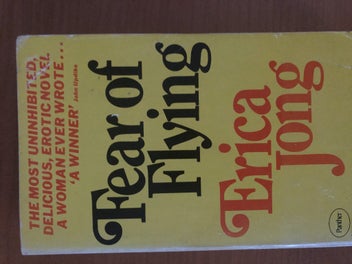 THE MOST UNINHIBITED,
DELICIOUS, EROTIC NOVEL
A WOMAN EVER WROTE...
'A WINNER' John Updike
Fear of
Flying
Erica
Jong
Panther